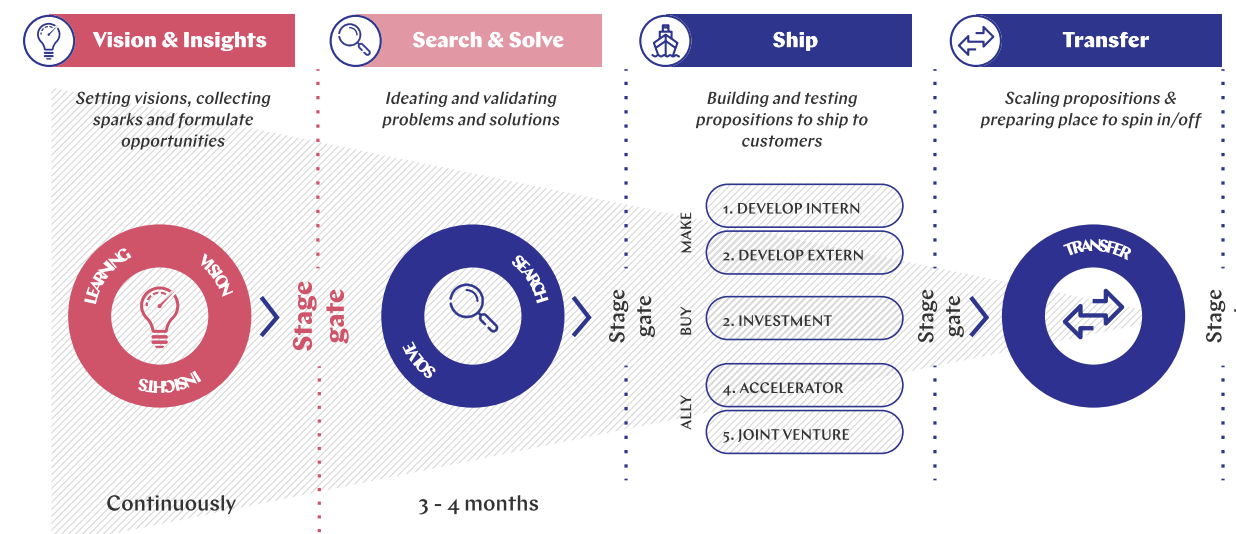 Vision & Insights
Search & Solve
Ship
Transfer
Setting visions, collecting
sparks and formulate
opportunities
Ideating and validating
problems and solutions
Building and testing
propositions to ship to
customers
Scaling propositions &
preparing place to spin in/off
LEARNING
VISION
INSIGHTS
Stage
gate
SEARCH
SOLVE
Stage
gate
MAKE
1. DEVELOP INTERN
2. DEVELOP EXTERN
BUY
2. INVESTMENT
ALLY
4. ACCELERATOR
5. JOINT VENTURE
Stage
gate
TRANSFER
Stage
Continuously
3 - 4 months